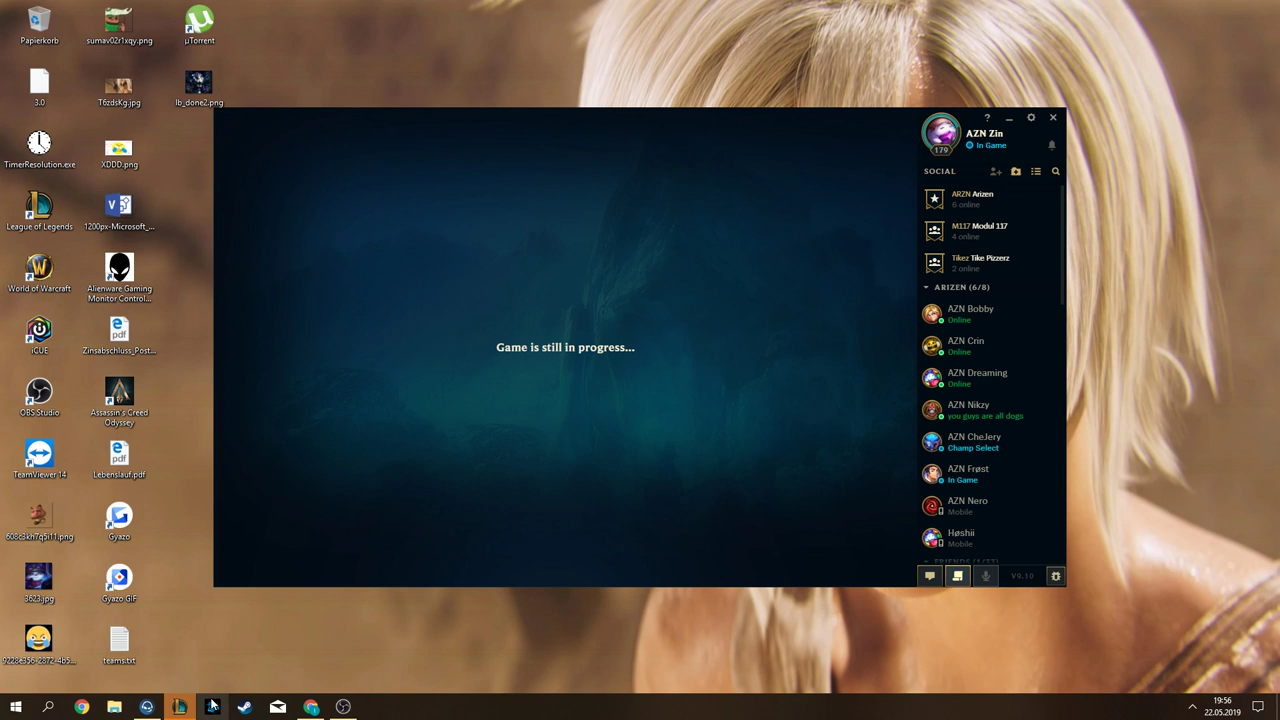 Papierkorb
sumav02r1xqy.png
µTorrent
3.0
T6zdsKg.jpg
lb_done2.png
TimerResolution.exe
XDDD.png
League of Legends
1200px-Microsoft_...
World of Warcraft
Alienware Gaming
Monitor Control...
iCUE
Zinsabschluss_Post...
OBS Studio
Assassin's Creed
Odyssey
TeamViewer 14
Lebenslauf.pdf
608c3kh7q5i11.png
Gyazo
3623.jpg
Gyazo GIF
9228e356-2872-4b5...
teams.txt
Game is still in progress...
179
AZN Zin
In Game
SOCIAL
ARZN Arizen
6 online
M117 Modul 117
4 online
Tikez Tike Pizzerz
2 online
ARIZEN (6/8)
AZN Bobby
Online
AZN Crin
Online
AZN Dreaming
Online
AZN Nikzy
you guys are all dogs
AZN CheJery
Champ Select
AZN Frøst
In Game
AZN Nero
Mobile
Høshii
Mobile
V9.10
19:56
22.05.2019